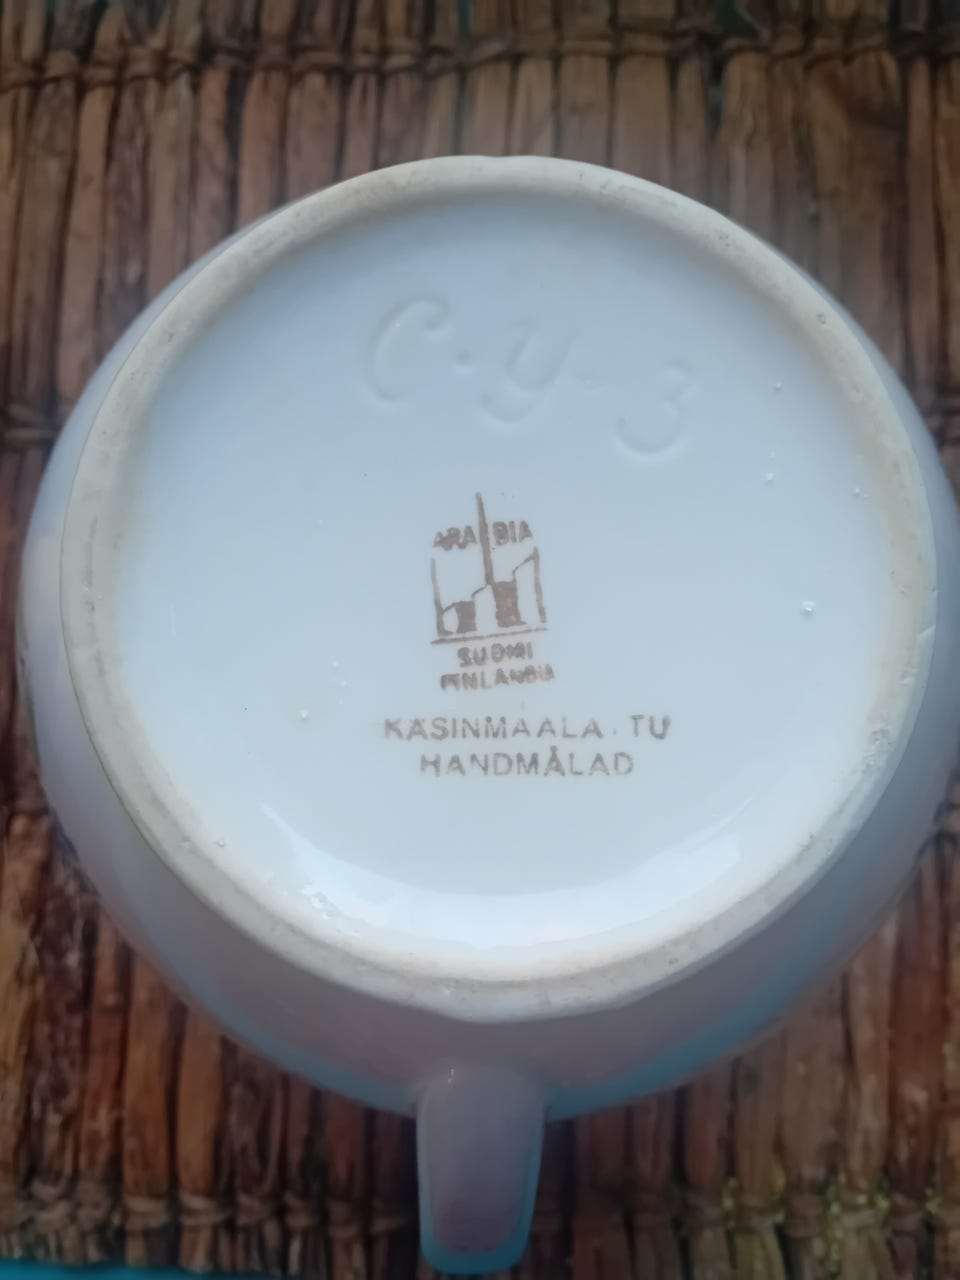 C·Y·3
ARABIA
SUOMI
FINLANDIA
KÄSINMAALA.TU
HANDMÅLAD